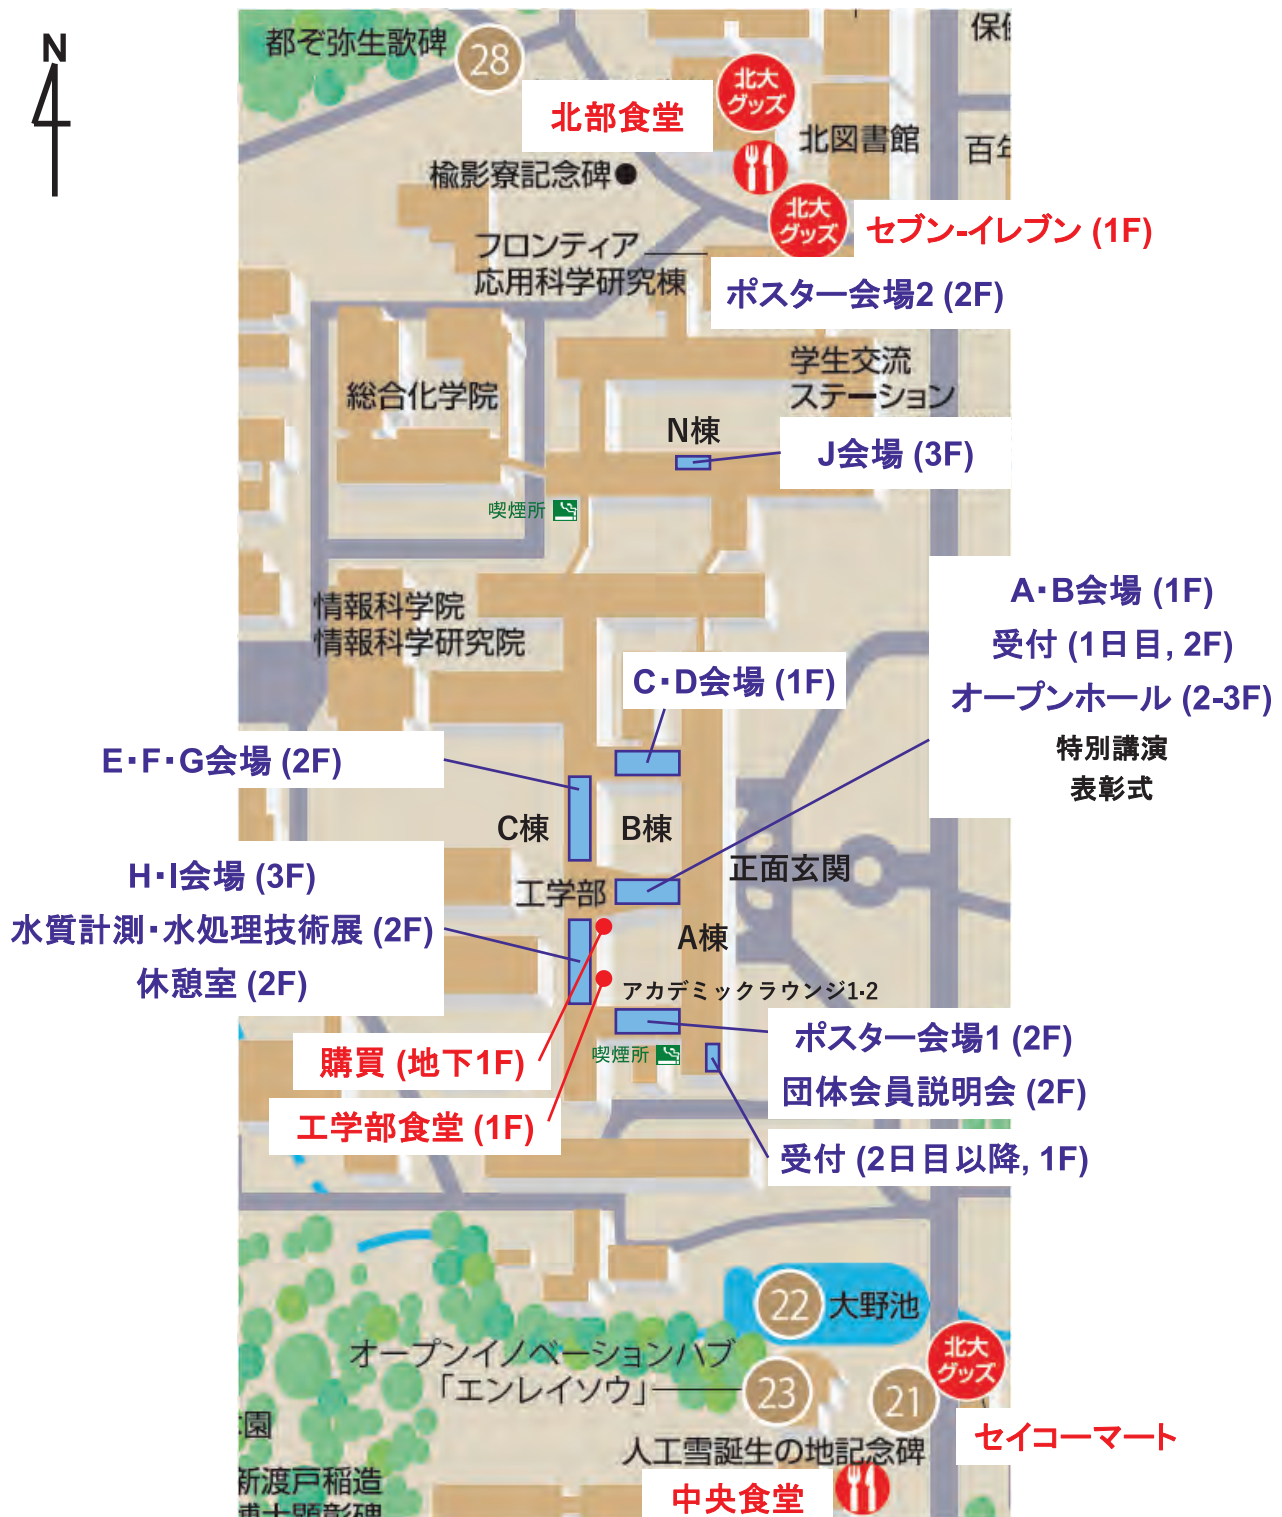 N
都ぞ弥生歌碑
28
北大
グッズ
保
北部食堂
北図書館
百
楡影寮記念碑
北大
グッズ
セブン-イレブン (1F)
フロンティア
応用科学研究棟
ポスター会場2 (2F)
学生交流
ステーション
総合化学院
N棟
J会場 (3F)
喫煙所
A・B会場 (1F)
受付 (1日目, 2F)
オープンホール (2-3F)
特別講演
表彰式
情報科学院
情報科学研究院
C・D会場 (1F)
E・F・G会場 (2F)
C棟
B棟
正面玄関
H・I会場 (3F)
水質計測・水処理技術展 (2F)
休憩室 (2F)
工学部
A棟
アカデミックラウンジ1-2
ポスター会場1 (2F)
団体会員説明会 (2F)
喫煙所
購買 (地下1F)
工学部食堂 (1F)
受付 (2日目以降, 1F)
22
大野池
オープンイノベーションハブ
「エンレイソウ」
23
21
北大
グッズ
園
セイコーマート
人工雪誕生の地記念碑
新渡戸稲造
博士顕彰碑
中央食堂